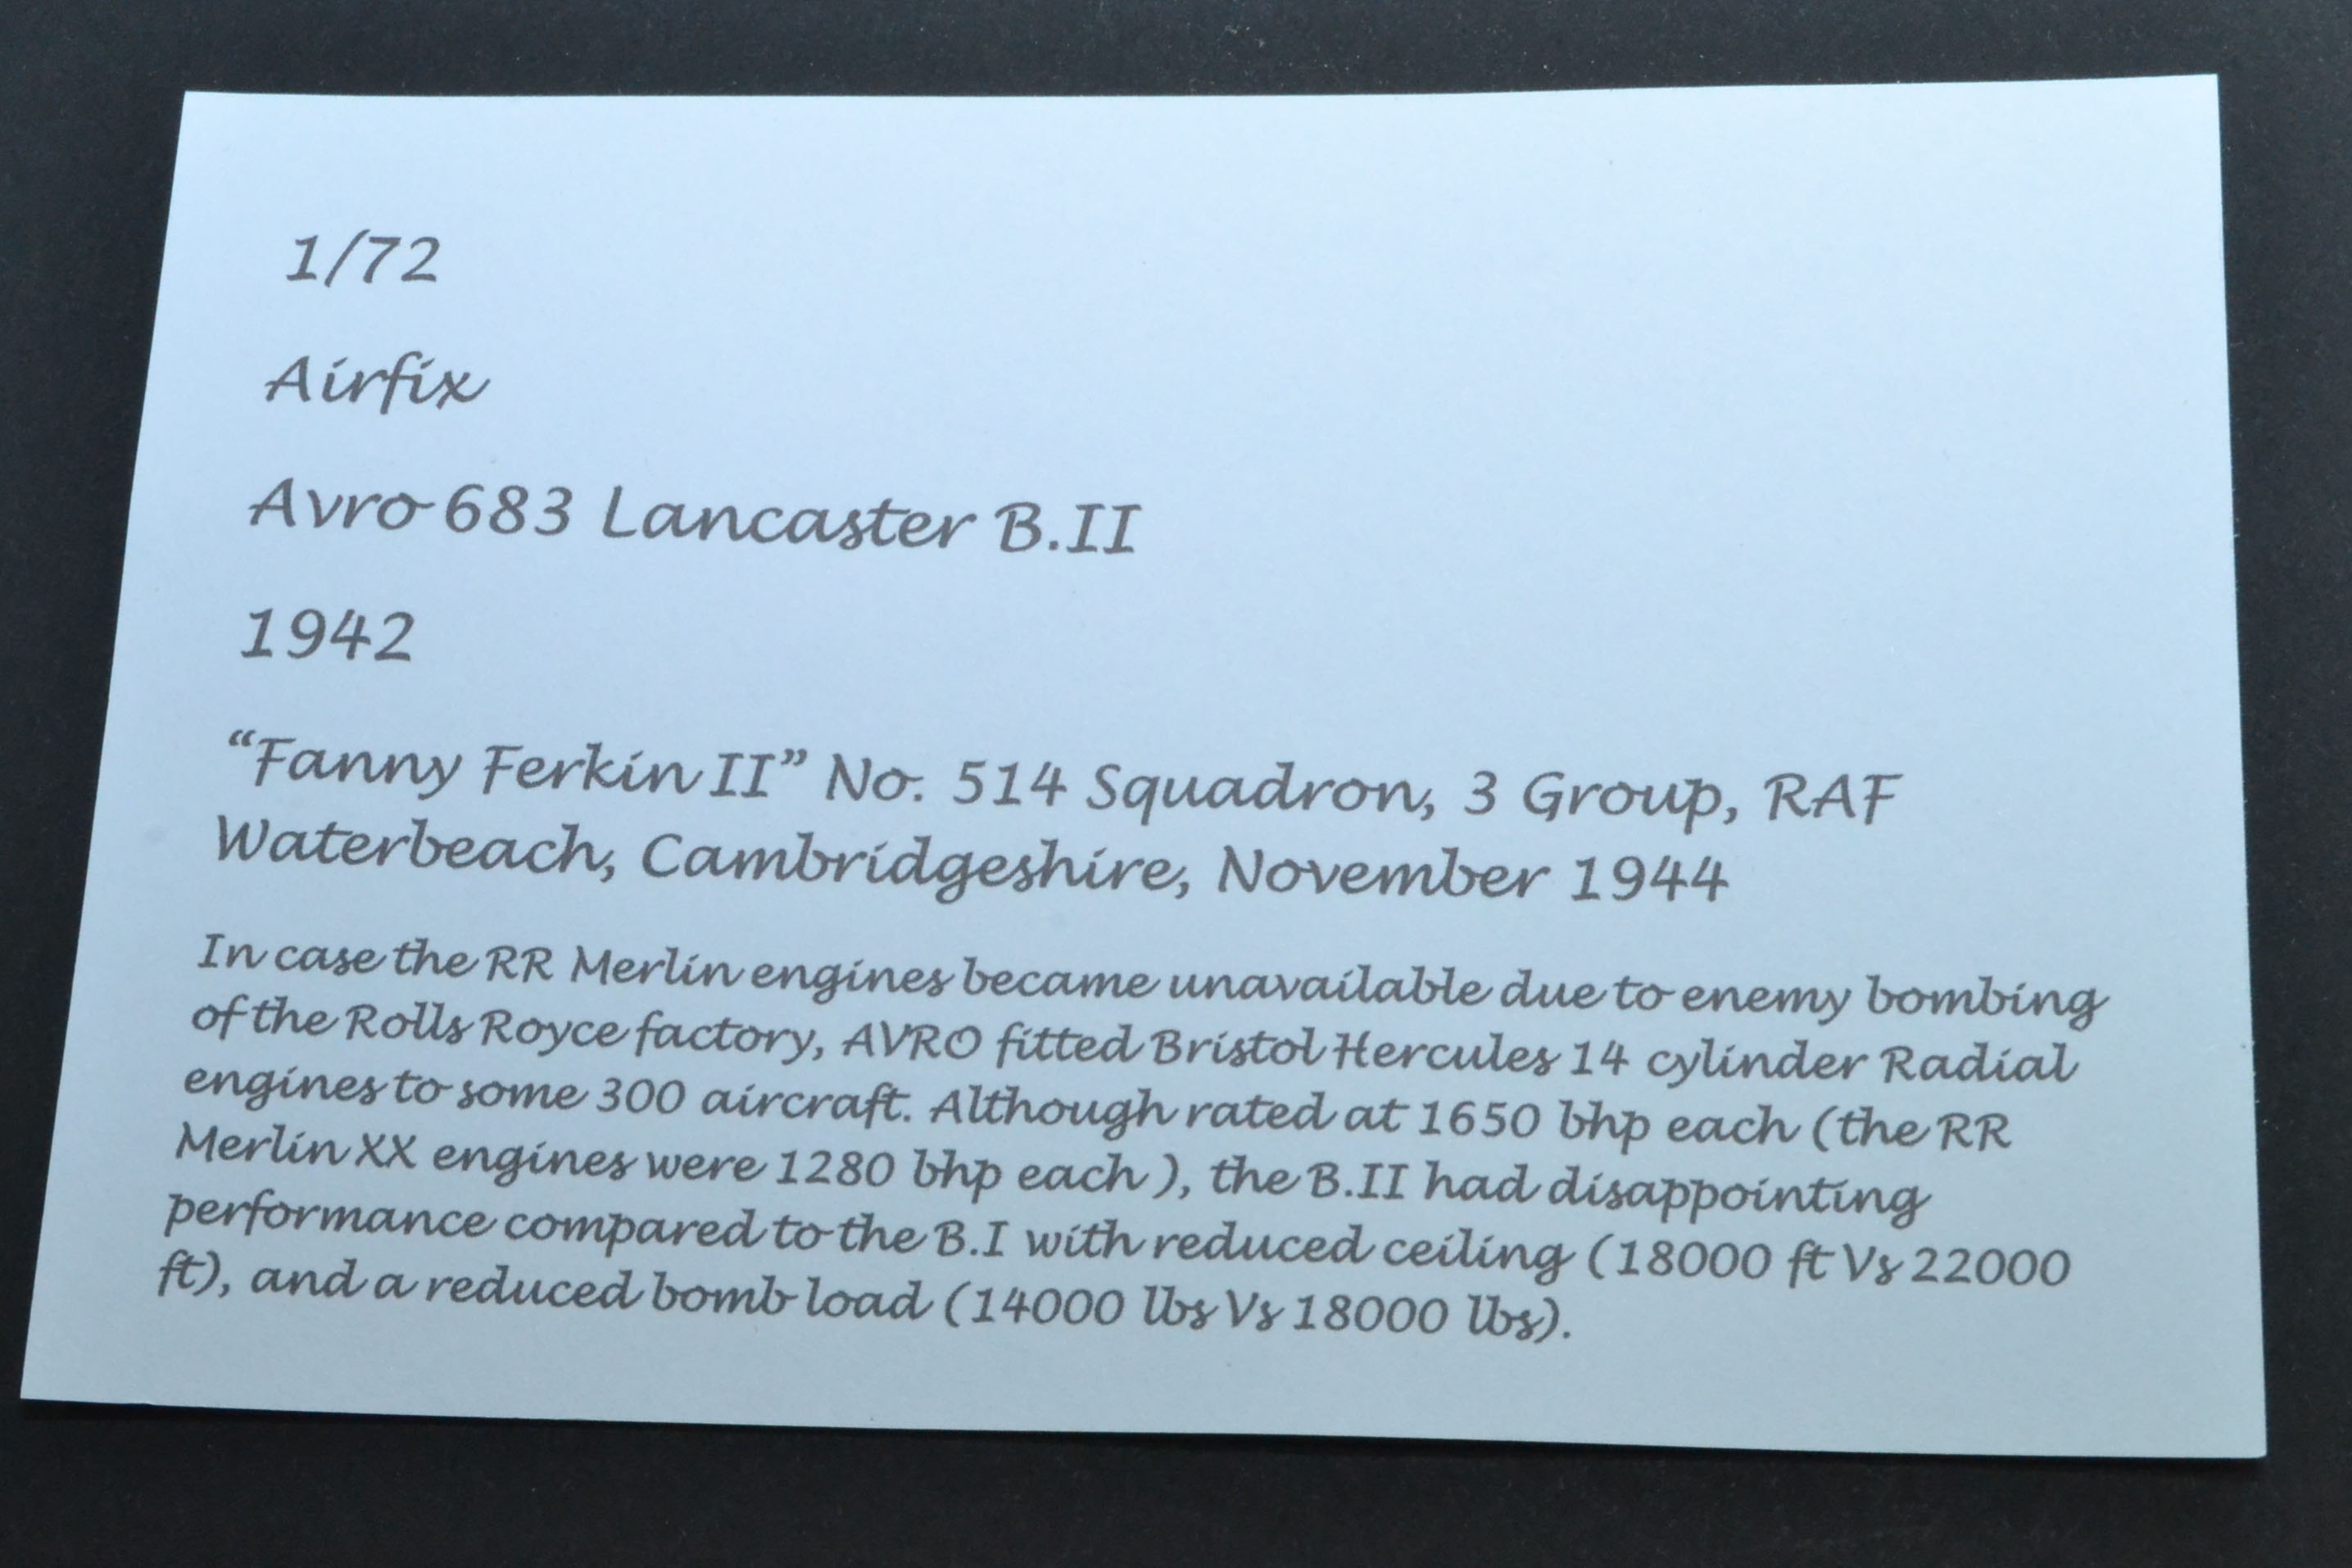 1/72
Airfix
Avro 683 Lancaster B.II
1942
“Fanny Ferkin II” No. 514 Squadron, 3 Group, RAF
Waterbeach, Cambridgeshire, November 1944
In case the RR Merlin engines became unavailable due to enemy bombing
of the Rolls Royce factory, AVRO fitted Bristol Hercules 14 cylinder Radial
engines to some 300 aircraft. Although rated at 1650 bhp each (the RR
Merlin XX engines were 1280 bhp each ), the B.II had disappointing
performance compared to the B.I with reduced ceiling (18000 ft Vs 22000
ft), and a reduced bomb load (14000 lbs Vs 18000 lbs).